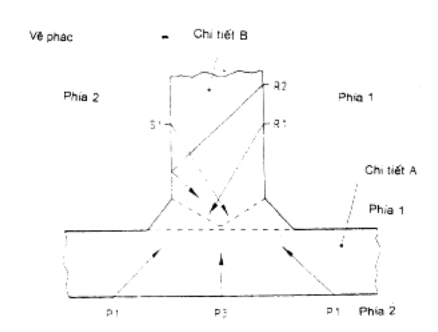 Vẽ phác
Chi tiết B
Phía 2
R2
Phía 1
S1
R1
Chi tiết A
Phía 1
P1
P3
P1
Phía 2